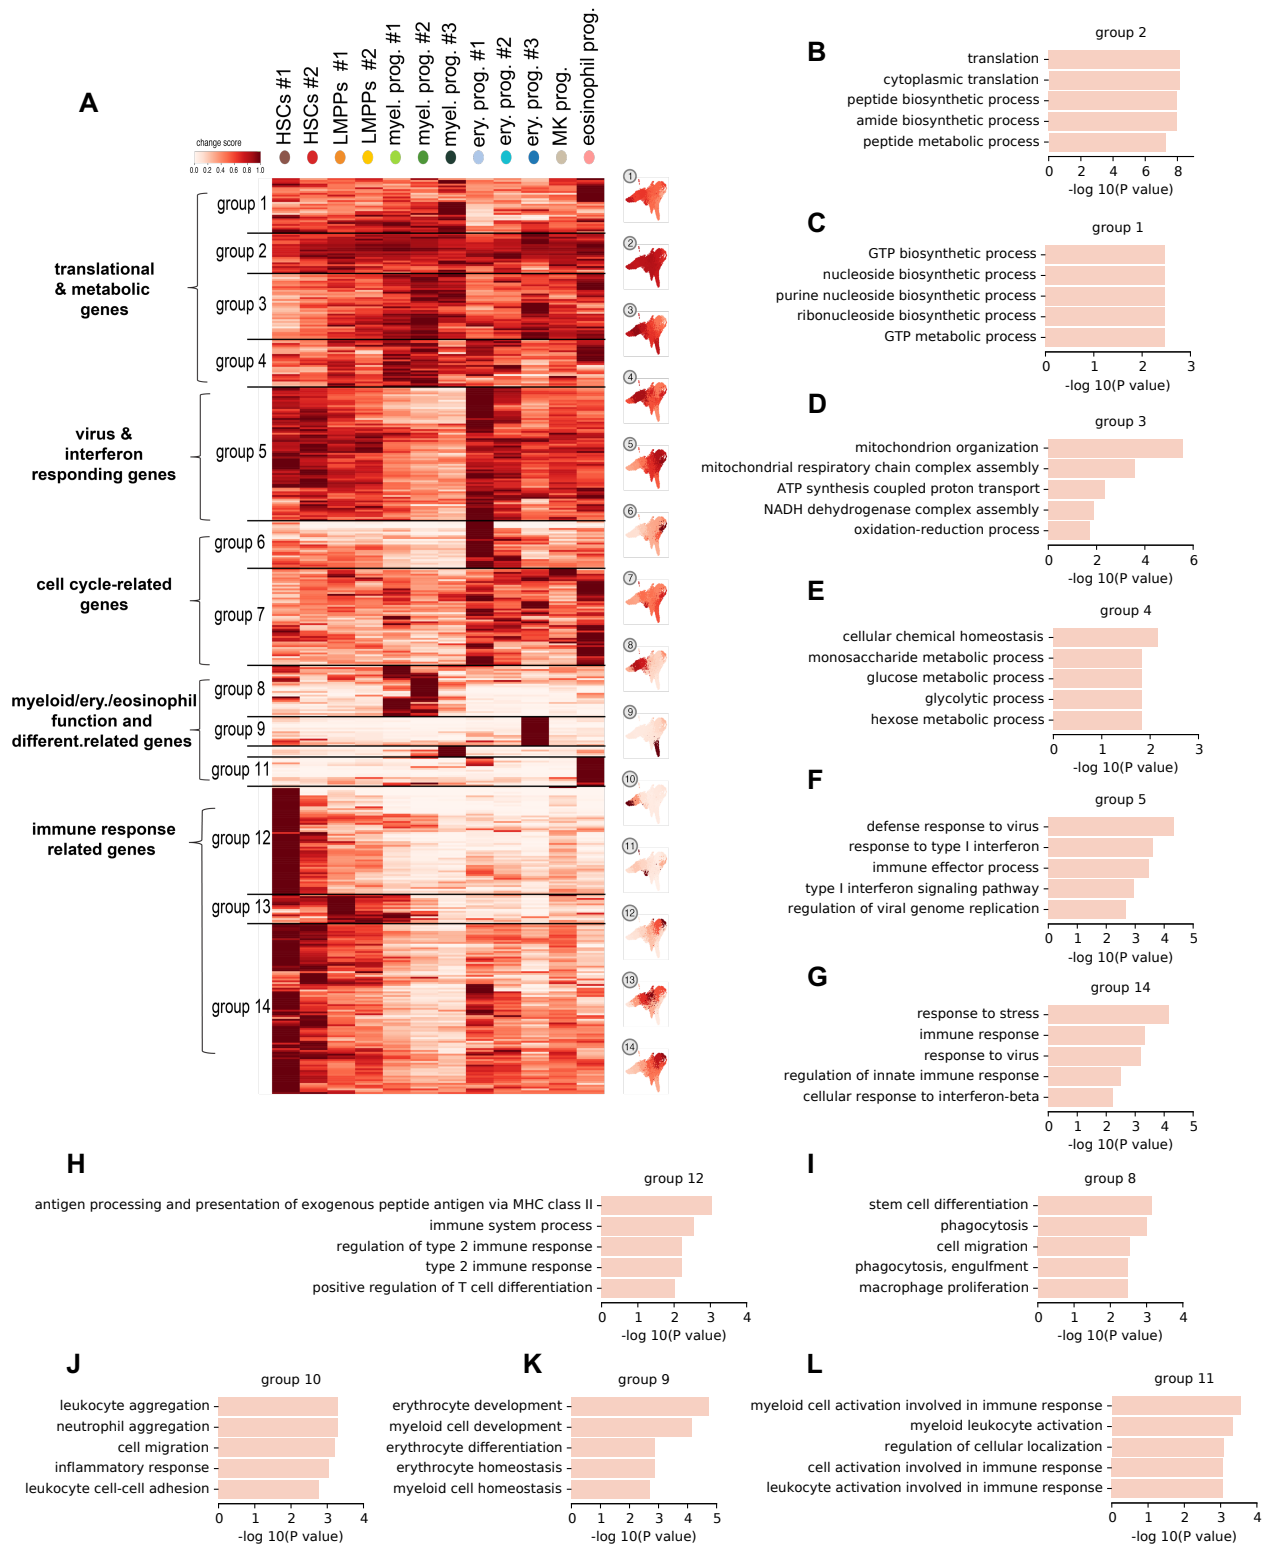 A
HSCs #1
HSCs #2
LMPPs #1
LMPPs #2
myel. prog. #1
myel. prog. #2
myel. prog. #3
ery. prog. #1
ery. prog. #2
ery. prog. #3
MK prog.
eosinophil prog.
change score
0.0 0.2 0.4 0.6 0.8 1.0
group 1
group 2
group 3
group 4
group 5
group 6
group 7
group 8
group 9
group 11
group 12
group 13
group 14
translational
& metabolic
genes
virus &
interferon
responding genes
cell cycle-related
genes
myeloid/ery./eosinophil
function and
different.related genes
immune response
related genes
1
2
3
4
5
6
7
8
9
10
11
12
13
14
B
group 2
translation
cytoplasmic translation
peptide biosynthetic process
amide biosynthetic process
peptide metabolic process
0 2 4 6 8
-log 10(P value)
C
group 1
GTP biosynthetic process
nucleoside biosynthetic process
purine nucleoside biosynthetic process
ribonucleoside biosynthetic process
GTP metabolic process
0 1 2 3
-log 10(P value)
D
group 3
mitochondrion organization
mitochondrial respiratory chain complex assembly
ATP synthesis coupled proton transport
NADH dehydrogenase complex assembly
oxidation-reduction process
0 2 4 6
-log 10(P value)
E
group 4
cellular chemical homeostasis
monosaccharide metabolic process
glucose metabolic process
glycolytic process
hexose metabolic process
0 1 2 3
-log 10(P value)
F
group 5
defense response to virus
response to type I interferon
immune effector process
type I interferon signaling pathway
regulation of viral genome replication
0 1 2 3 4 5
-log 10(P value)
G
group 14
response to stress
immune response
response to virus
regulation of innate immune response
cellular response to interferon-beta
0 1 2 3 4 5
-log 10(P value)
H
group 12
antigen processing and presentation of exogenous peptide antigen via MHC class II
immune system process
regulation of type 2 immune response
type 2 immune response
positive regulation of T cell differentiation
0 1 2 3 4
-log 10(P value)
I
group 8
stem cell differentiation
phagocytosis
cell migration
phagocytosis, engulfment
macrophage proliferation
0 1 2 3 4
-log 10(P value)
J
group 10
leukocyte aggregation
neutrophil aggregation
cell migration
inflammatory response
leukocyte cell-cell adhesion
0 1 2 3 4
-log 10(P value)
K
group 9
erythrocyte development
myeloid cell development
erythrocyte differentiation
erythrocyte homeostasis
myeloid cell homeostasis
0 1 2 3 4 5
-log 10(P value)
L
group 11
myeloid cell activation involved in immune response
myeloid leukocyte activation
regulation of cellular localization
cell activation involved in immune response
leukocyte activation involved in immune response
0 1 2 3 4
-log 10(P value)